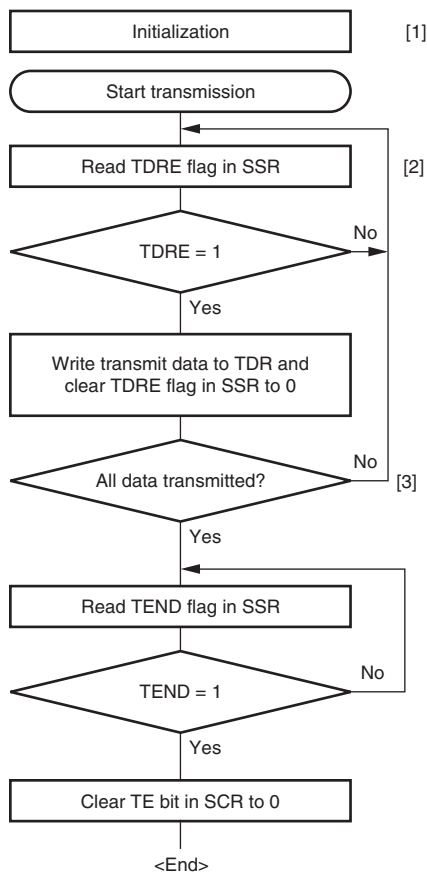 Initialization [1]
Start transmission
Read TDRE flag in SSR [2]
TDRE = 1
No
Yes
Write transmit data to TDR and
clear TDRE flag in SSR to 0
All data transmitted?
No
[3]
Yes
Read TEND flag in SSR
TEND = 1
No
Yes
Clear TE bit in SCR to 0
<End>